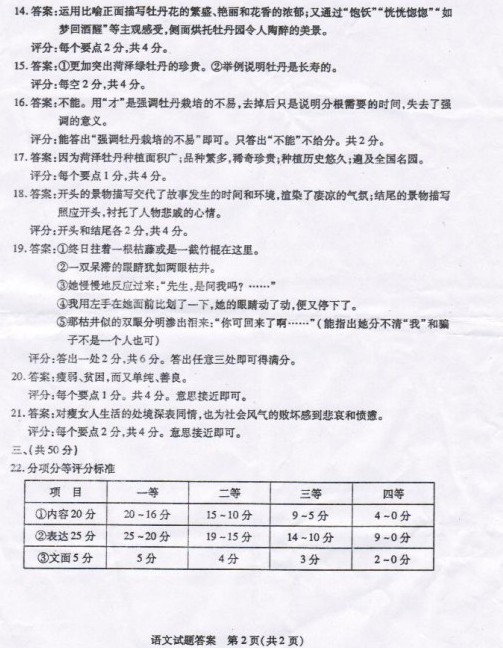 14. 答案:运用比喻正面描写牡丹花的繁盛、艳丽和花香的浓郁;又通过“饱饫”“恍恍惚惚”“如
梦回酒醒”等主观感受,侧面烘托牡丹园令人陶醉的美景。
评分:每个要点2分,共4分。
15. 答案:①更加突出菏泽绿牡丹的珍贵。②举例说明牡丹是长寿的。
评分:每空2分,共4分。
16. 答案:不能。用“才”是强调牡丹栽培的不易,去掉后只是说明分根需要的时间,失去了强
调的意义。
评分:能答出“强调牡丹栽培的不易”即可。只答出“不能”不给分。共2分。
17. 答案:因为菏泽牡丹种植面积广;品种繁多,稀奇珍贵;种植历史悠久;遍及全国名园。
评分:每个要点1分,共4分。
18. 答案:开头的景物描写交代了故事发生的时间和环境,渲染了凄凉的气氛;结尾的景物描写
照应开头,衬托了人物悲戚的心情。
评分:开头和结尾各2分,共4分。
19. 答案:①终日拄着一根枯藤或是一截竹棍在这里。
②一双呆滞的眼睛犹如两眼枯井。
③她慢慢地反应过来:“先生,是问我吗?……”
④我用左手在她面前比划了一下,她的眼睛动了动,便又停下了。
⑤那枯井似的双眼分明渗出泪来:“你可回来了啊……”(能指出她分不清“我”和骗
子不是一个人也可)
评分:答出一处2分,共6分。答出任意三处即可得满分。
20. 答案:瘦弱、贫困,而又单纯、善良。
评分:每个要点1分。共4分。意思接近即可。
21. 答案:对瘦女人生活的处境深表同情,也为社会风气的败坏感到悲哀和愤懑。
评分:每个要点2分,共4分。意思接近即可。
三、(共50分)
22. 分项分等评分标准
项 目 一等 二等 三等 四等
①内容20分 20~16分 15~10分 9~5分 4~0分
②表达25分 25~20分 19~15分 14~10分 9~0分
③文面5分 5分 4分 3分 2~0分
语文试题答案 第2页(共2页)